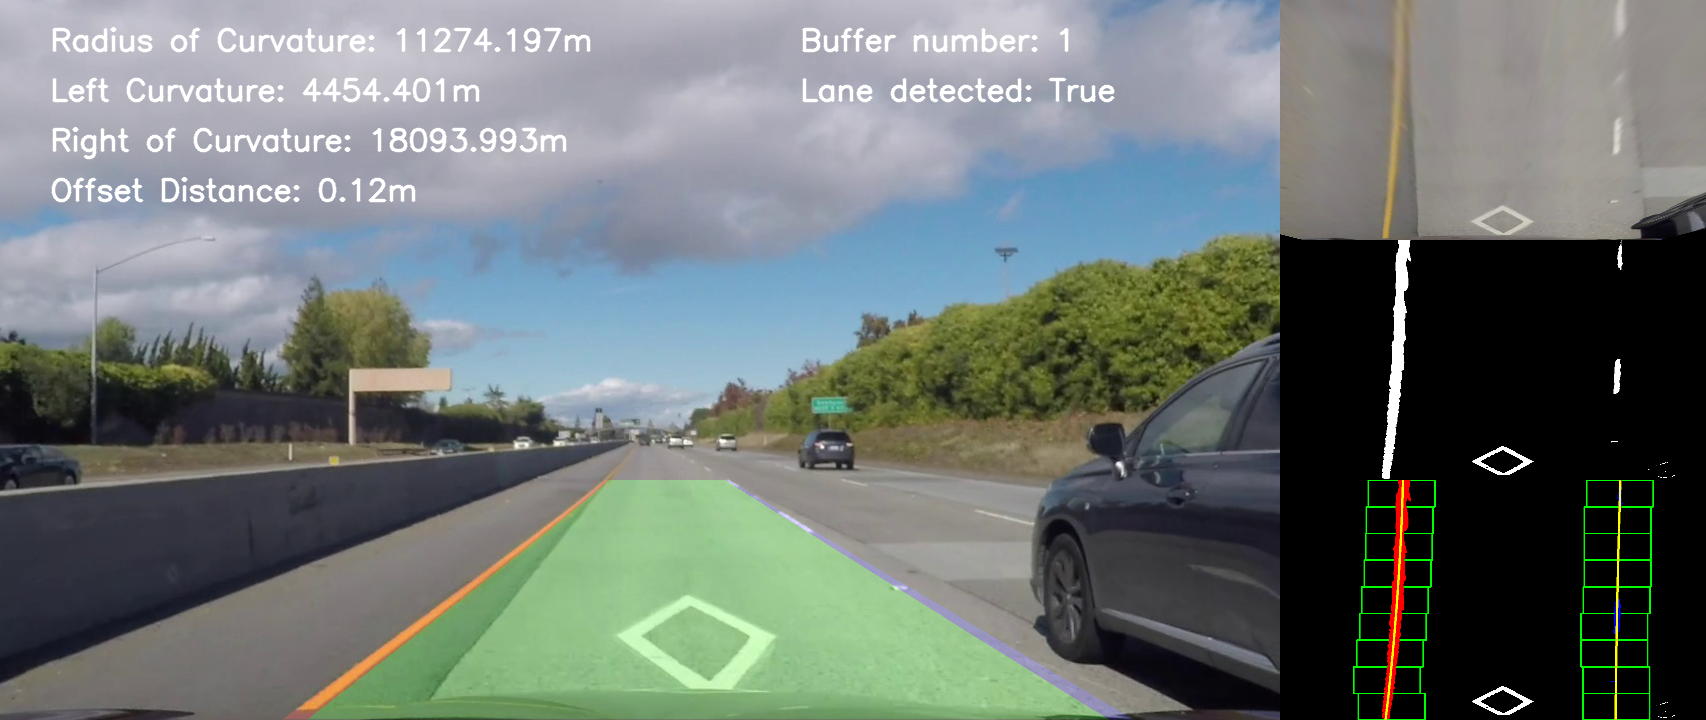 Radius of Curvature: 11274.197m
Left Curvature: 4454.401m
Right of Curvature: 18093.993m
Offset Distance: 0.12m
Buffer number: 1
Lane detected: True